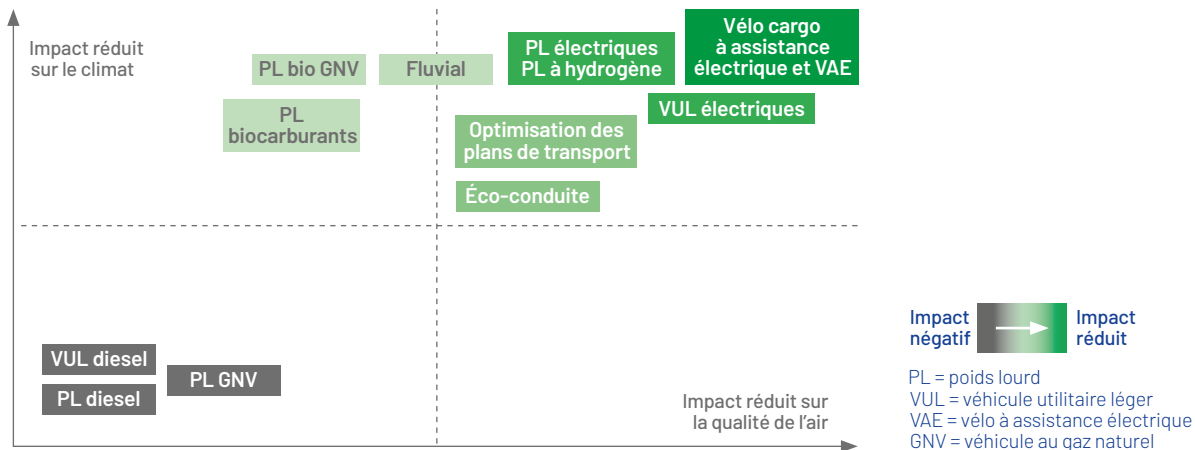 Impact réduit
sur le climat
PL bio GNV
Fluvial
PL électriques
PL à hydrogène
Vélo cargo
à assistance
électrique et VAE
PL
biocarburants
VUL électriques
Optimisation des
plans de transport
Éco-conduite
VUL diesel
PL diesel
PL GNV
Impact réduit sur
la qualité de l'air
Impact
négatif
Impact
réduit
PL = poids lourd
VUL = véhicule utilitaire léger
VAE = vélo à assistance électrique
GNV = véhicule au gaz naturel